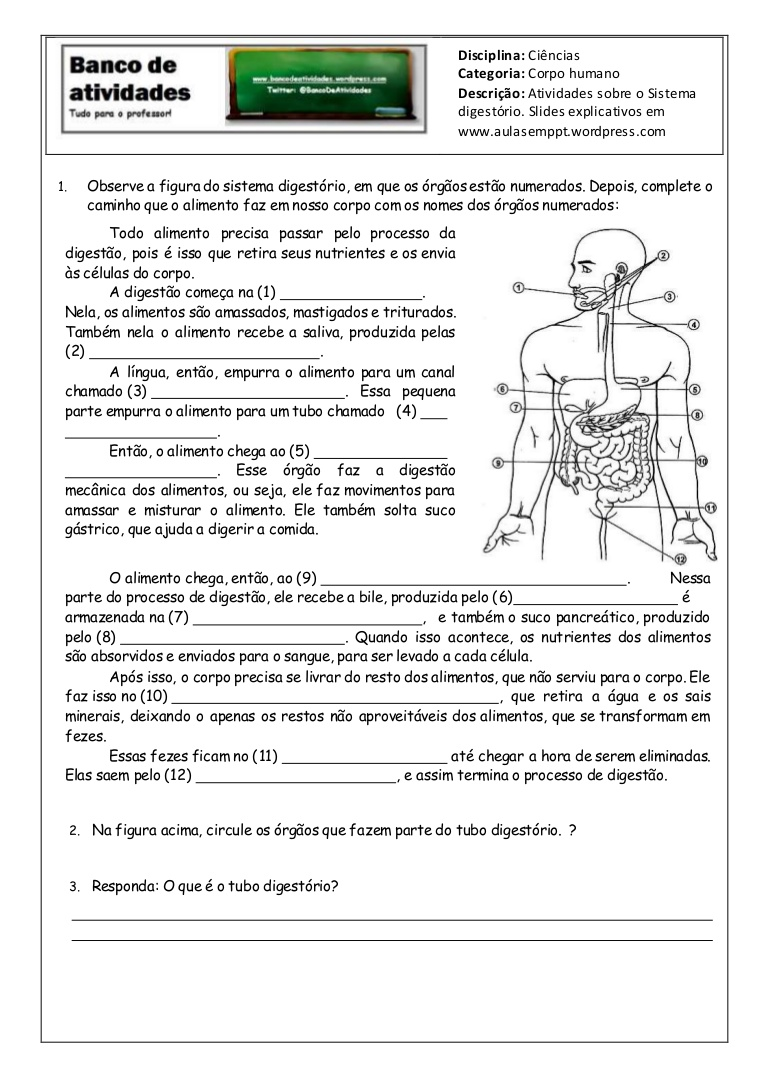 Banco de
atividades
Tudo para o professor!
www.bancodeatividades.wordpress.com
Twitter: @BancoDeAtividades
Disciplina: Ciências
Categoria: Corpo humano
Descrição: Atividades sobre o Sistema
digestório. Slides explicativos em
www.aulasemppt.wordpress.com
1. Observe a figura do sistema digestório, em que os órgãos estão numerados. Depois, complete o
caminho que o alimento faz em nosso corpo com os nomes dos órgãos numerados:
Todo alimento precisa passar pelo processo da
digestão, pois é isso que retira seus nutrientes e os envia
às células do corpo.
A digestão começa na (1) _________________.
Nela, os alimentos são amassados, mastigados e triturados.
Também nela o alimento recebe a saliva, produzida pelas
(2) ___________________________.
A língua, então, empurra o alimento para um canal
chamado (3) _______________________. Essa pequena
parte empurra o alimento para um tubo chamado (4) ___
__________________.
Então, o alimento chega ao (5) ________________
__________________. Esse órgão faz a digestão
mecânica dos alimentos, ou seja, ele faz movimentos para
amassar e misturar o alimento. Ele também solta suco
gástrico, que ajuda a digerir a comida.
1
2
3
4
5
6
7
8
9
10
11
12
O alimento chega, então, ao (9) ____________________________________. Nessa
parte do processo de digestão, ele recebe a bile, produzida pelo (6)____________________ é
armazenada na (7) ___________________________, e também o suco pancreático, produzido
pelo (8) ___________________________. Quando isso acontece, os nutrientes dos alimentos
são absorvidos e enviados para o sangue, para ser levado a cada célula.
Após isso, o corpo precisa se livrar do resto dos alimentos, que não serviu para o corpo. Ele
faz isso no (10) _______________________________________, que retira a água e os sais
minerais, deixando o apenas os restos não aproveitáveis dos alimentos, que se transformam em
fezes.
Essas fezes ficam no (11) ____________________ até chegar a hora de serem eliminadas.
Elas saem pelo (12) ________________________, e assim termina o processo de digestão.
2. Na figura acima, circule os órgãos que fazem parte do tubo digestório. ?
3. Responda: O que é o tubo digestório?